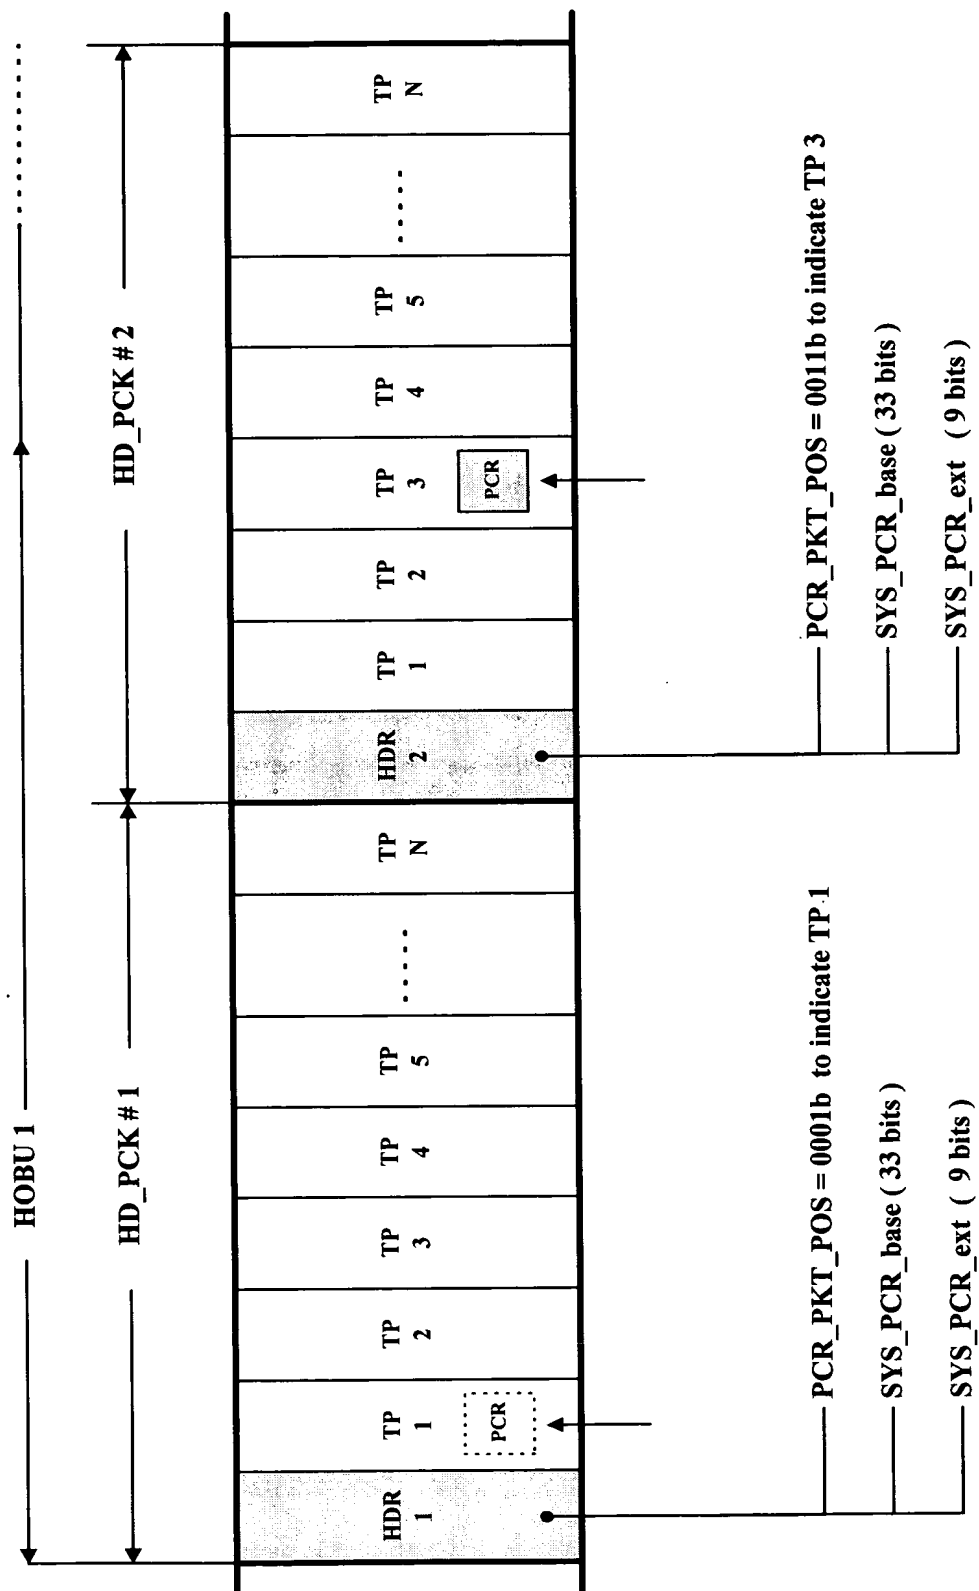 HOBU 1
HD_PCK # 1
HD_PCK # 2
HDR 1
TP 1
PCR
TP 2
TP 3
TP 4
TP 5
.....
TP N
HDR 2
TP 1
TP 2
TP 3
PCR
TP 4
TP 5
.....
TP N
PCR_PKT_POS = 0001b to indicate TP 1
SYS_PCR_base ( 33 bits )
SYS_PCR_ext ( 9 bits )
PCR_PKT_POS = 0011b to indicate TP 3
SYS_PCR_base ( 33 bits )
SYS_PCR_ext ( 9 bits )